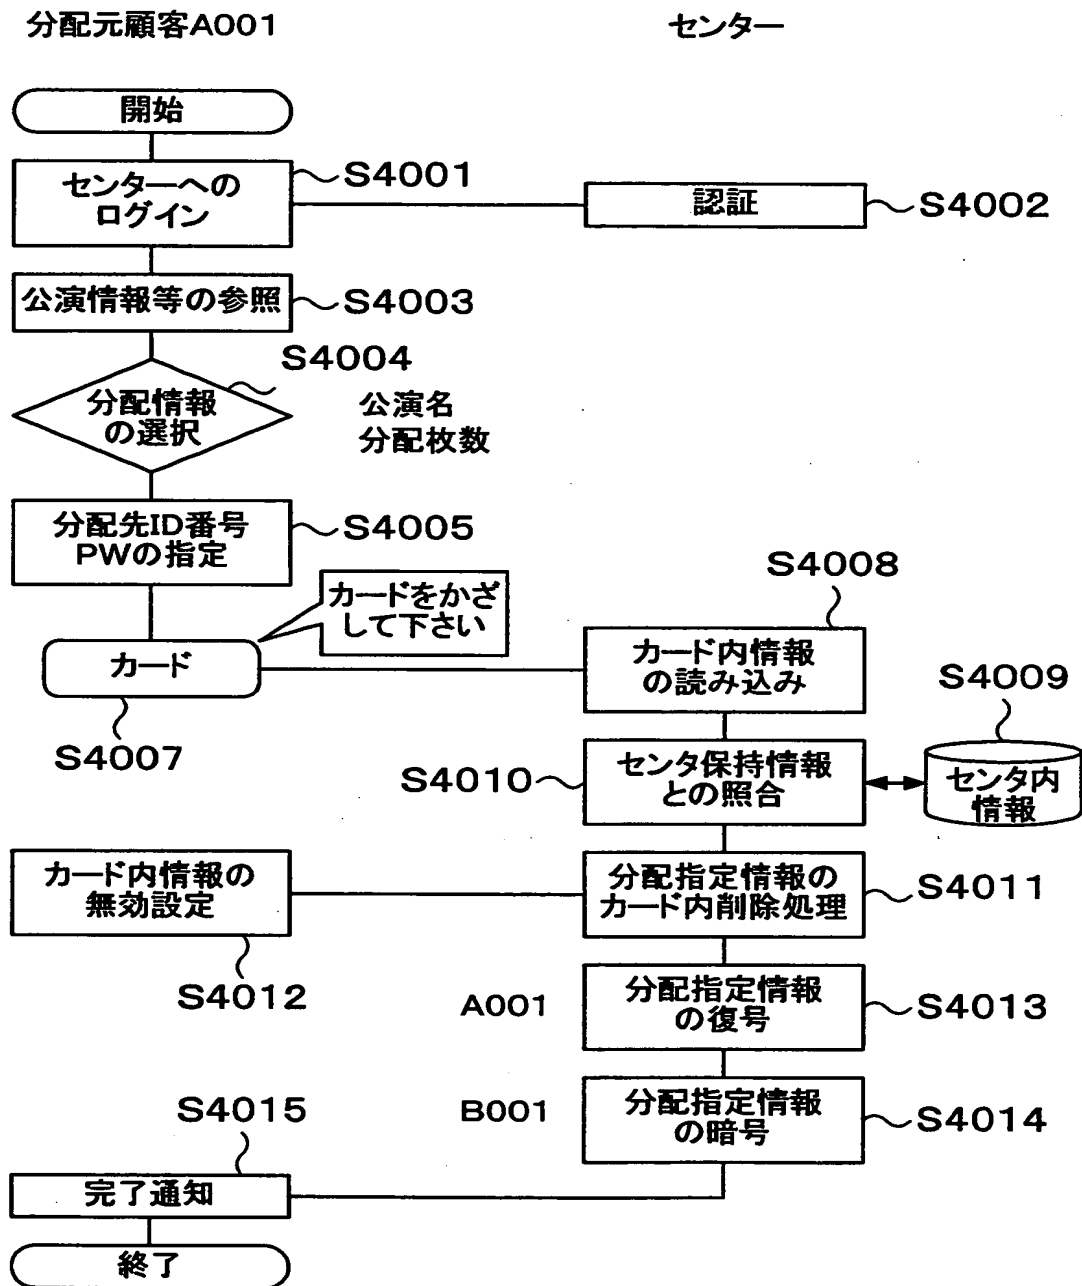 分配元顧客A001
センター
開始
センターへの
ログイン
S4001
認証
S4002
公演情報等の参照
S4003
S4004
分配情報
の選択
公演名
分配枚数
分配先ID番号
PWの指定
S4005
カードをかざ
して下さい
カード
S4007
S4008
カード内情報
の読み込み
S4009
S4010
センタ保持情報
との照合
センタ内
情報
カード内情報の
無効設定
S4012
分配指定情報の
カード内削除処理
S4011
A001
分配指定情報
の復号
S4013
B001
分配指定情報
の暗号
S4014
S4015
完了通知
終了